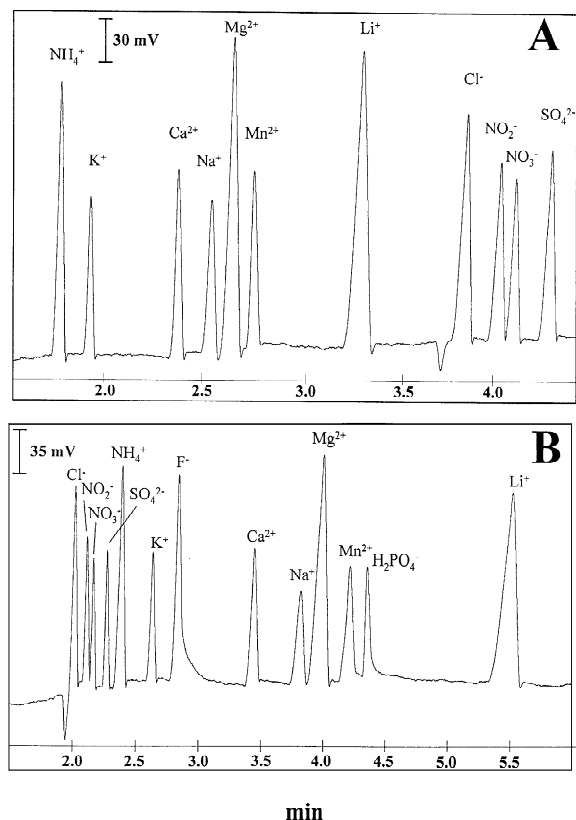 A
30 mV
NH₄⁺
K⁺
Ca²⁺
Na⁺
Mg²⁺
Mn²⁺
Li⁺
Cl⁻
NO₂⁻
NO₃⁻
SO₄²⁻
2.0 2.5 3.0 3.5 4.0
B
35 mV
Cl⁻
NO₂⁻
NO₃⁻
SO₄²⁻
NH₄⁺
K⁺
F⁻
Ca²⁺
Na⁺
Mg²⁺
Mn²⁺
H₂PO₄⁻
Li⁺
2.0 2.5 3.0 3.5 4.0 4.5 5.0 5.5
min